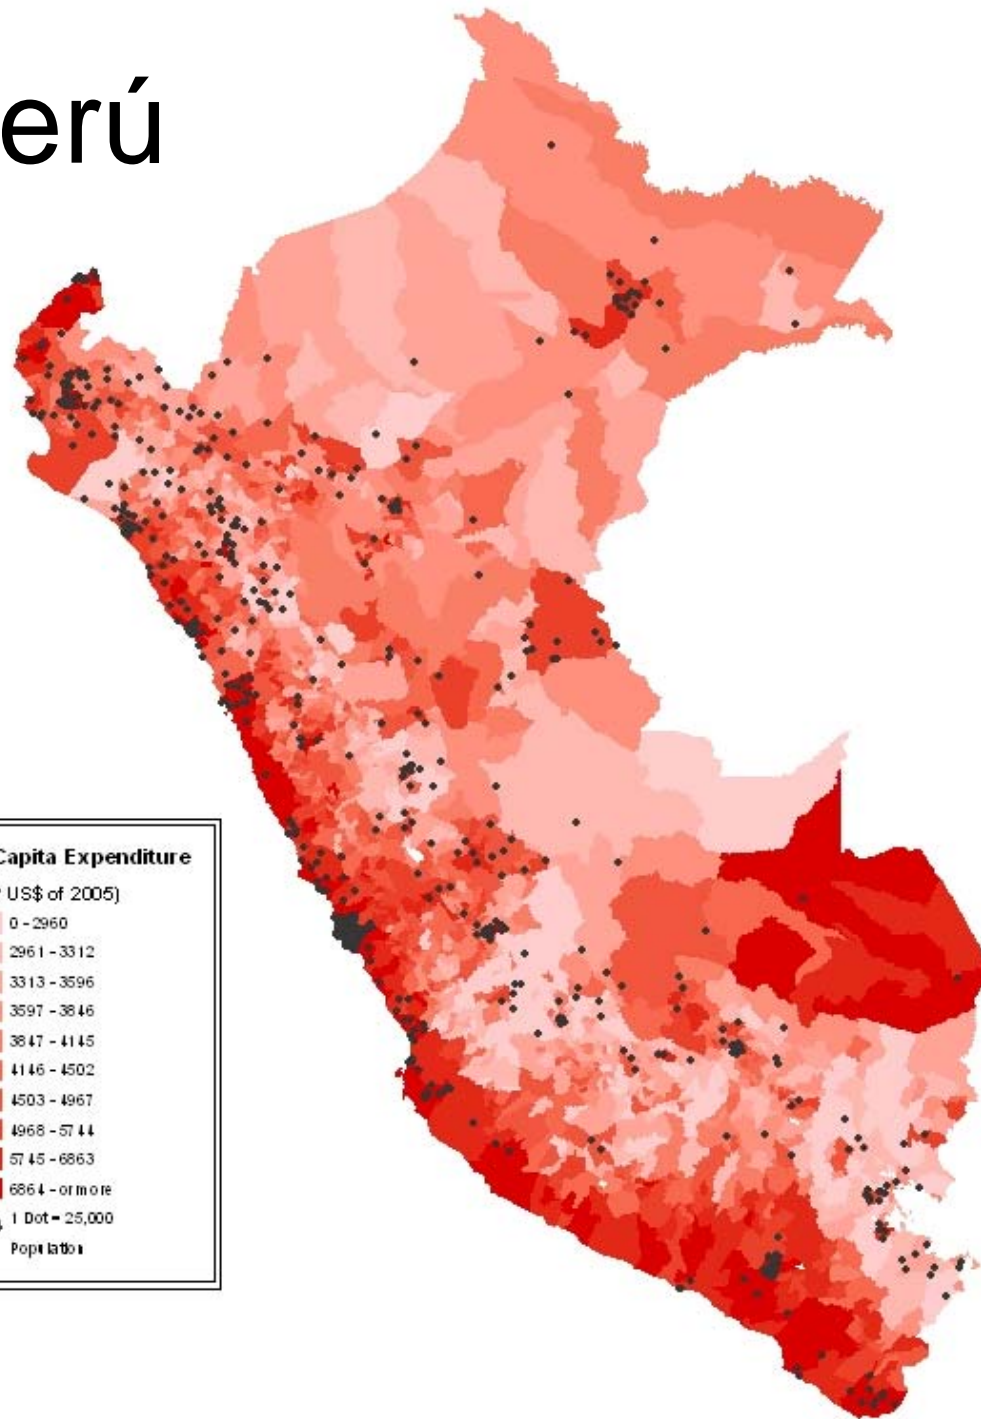 erú
Capita Expenditure
US$ of 2005)
0 - 2960
2961 - 3312
3313 - 3596
3597 - 3846
3847 - 4145
4146 - 4502
4503 - 4967
4968 - 5744
5745 - 6863
6864 - or more
1 Dot = 25,000
Population